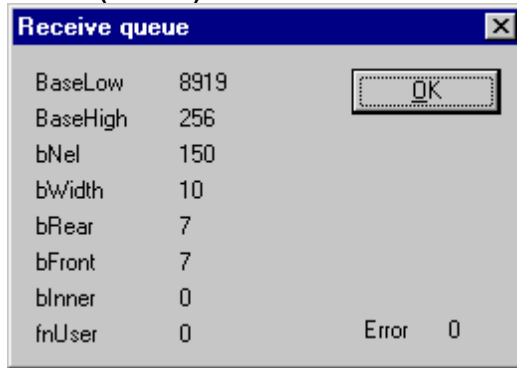 Receive queue
BaseLow 8919 OK
BaseHigh 256
bNel 150
bWidth 10
bRear 7
bFront 7
bInner 0
fnUser 0 Error 0